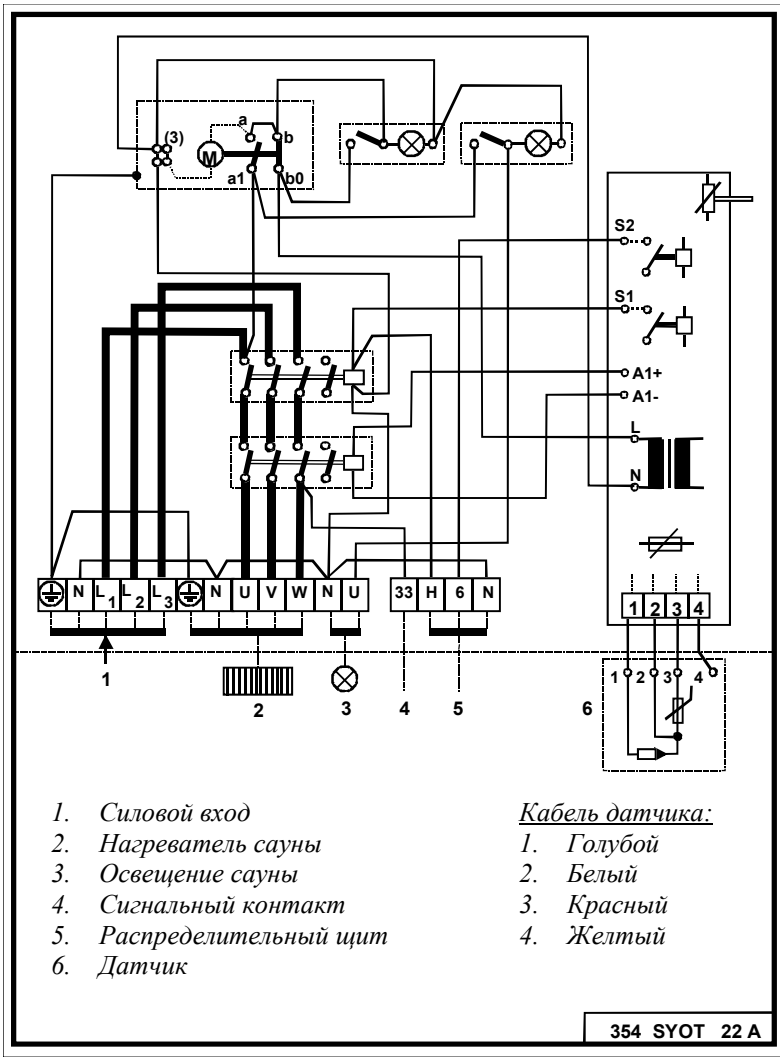 (3)
a
b
M
a1
b0
S2
S1
A1+
A1-
L
N
N L1 L2 L3 N U V W N U 33 H 6 N
1 2 3 4
1 2 3 4
1 2 3 4 5 6
1. Силовой вход
2. Нагреватель сауны
3. Освещение сауны
4. Сигнальный контакт
5. Распределительный щит
6. Датчик
Кабель датчика:
1. Голубой
2. Белый
3. Красный
4. Желтый
354 SYOT 22 A